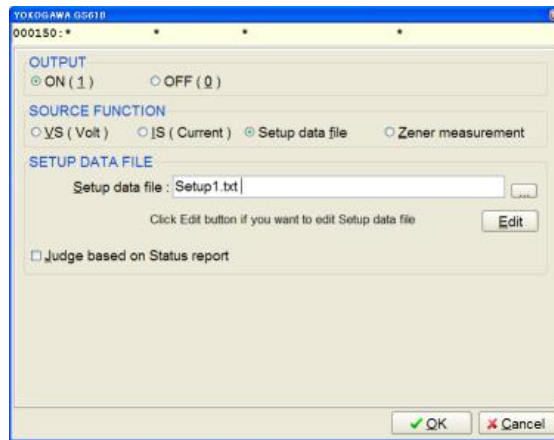 YOKOGAWA GS610
000150:* * * *
OUTPUT
ON ( 1 ) OFF ( 0 )
SOURCE FUNCTION
VS ( Volt ) IS ( Current ) Setup data file Zener measurement
SETUP DATA FILE
Setup data file : Setup1.txt ...
Click Edit button if you want to edit Setup data file Edit
Judge based on Status report
OK Cancel